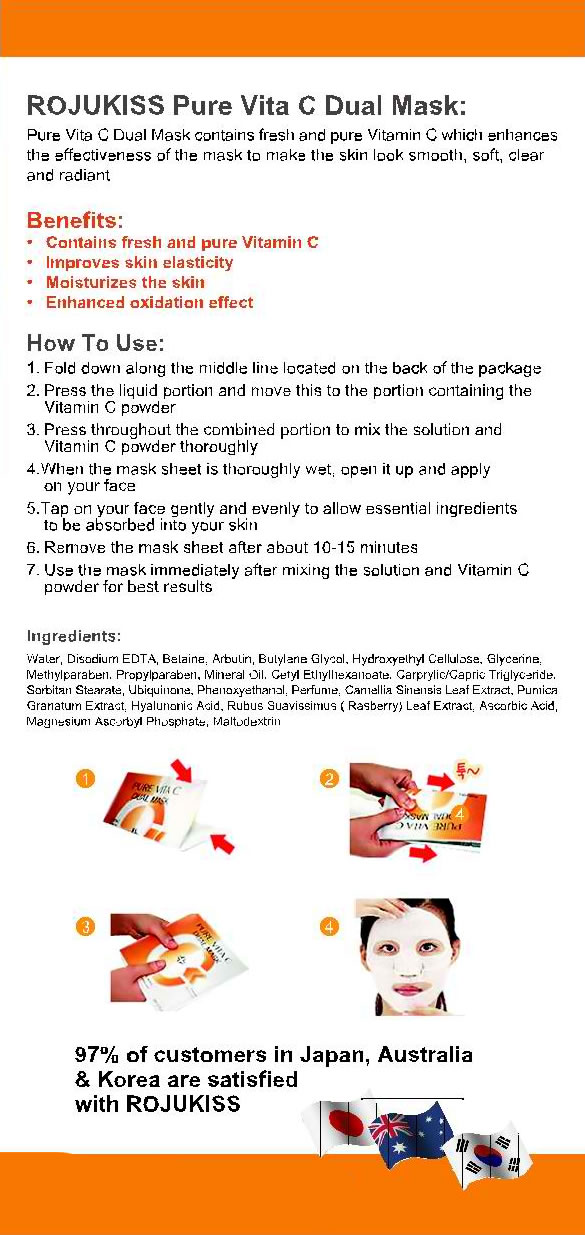 ROJUKISS Pure Vita C Dual Mask:
Pure Vita C Dual Mask contains fresh and pure Vitamin C which enhances
the effectiveness of the mask to make the skin look smooth, soft, clear
and radiant
Benefits:
• Contains fresh and pure Vitamin C
• Improves skin elasticity
• Moisturizes the skin
• Enhanced oxidation effect
How To Use:
1. Fold down along the middle line located on the back of the package
2. Press the liquid portion and move this to the portion containing the
Vitamin C powder
3. Press throughout the combined portion to mix the solution and
Vitamin C powder thoroughly
4.When the mask sheet is thoroughly wet, open it up and apply
on your face
5.Tap on your face gently and evenly to allow essential ingredients
to be absorbed into your skin
6. Remove the mask sheet after about 10-15 minutes
7. Use the mask immediately after mixing the solution and Vitamin C
powder for best results
Ingredients:
Water, Disodium EDTA, Betaine, Arbutin, Butylene Glycol, Hydroxyethyl Cellulose, Glycerine,
Methylparaben, Propylparaben, Mineral Oil, Cetyl Ethylhexanoate, Carprylic/Capric Triglyceride,
Sorbitan Stearate, Ubiquinone, Phenoxyethanol, Perfume, Camellia Sinensis Leaf Extract, Punica
Granatum Extract, Hyaluronic Acid, Rubus Suavissimus ( Rasberry) Leaf Extract, Ascorbic Acid,
Magnesium Ascorbyl Phosphate, Maltodextrin
1
PURE VITA C
DUAL MASK
2
툭~
4
PURE VITA C
DUAL MASK
3
PURE VITA C
DUAL MASK
4
97% of customers in Japan, Australia
& Korea are satisfied
with ROJUKISS